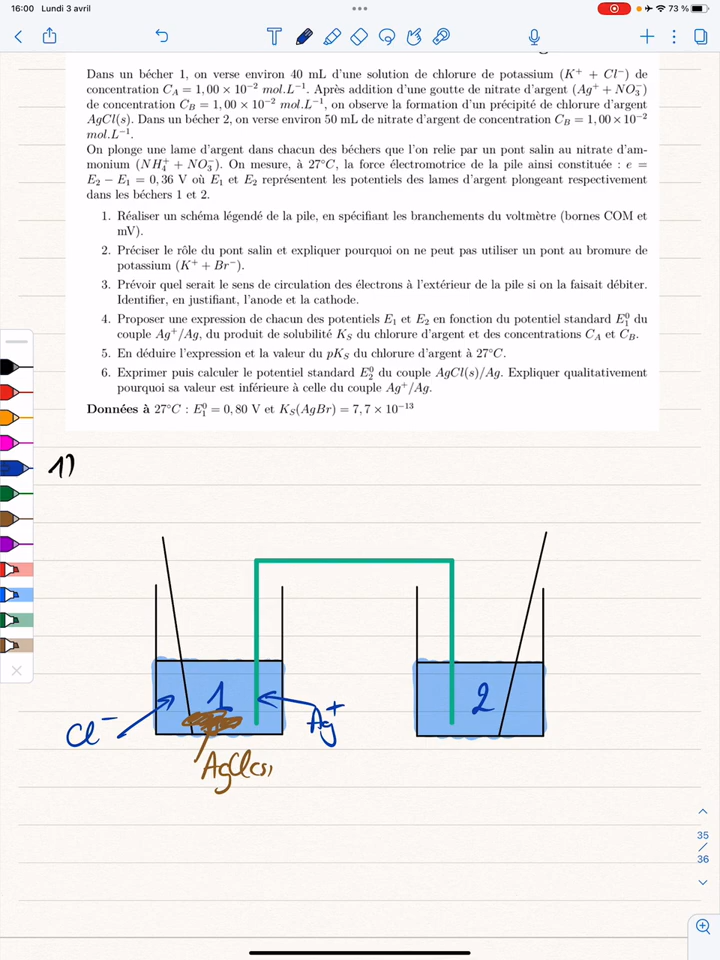 16:00 Lundi 3 avril
73 %
Dans un bécher 1, on verse environ 40 mL d'une solution de chlorure de potassium (K⁺ + Cl⁻) de
concentration C_A = 1,00 × 10⁻² mol.L⁻¹. Après addition d'une goutte de nitrate d'argent (Ag⁺ + NO₃⁻)
de concentration C_B = 1,00 × 10⁻² mol.L⁻¹, on observe la formation d'un précipité de chlorure d'argent
AgCl(s). Dans un bécher 2, on verse environ 50 mL de nitrate d'argent de concentration C_B = 1,00 × 10⁻²
mol.L⁻¹.
On plonge une lame d'argent dans chacun des béchers que l'on relie par un pont salin au nitrate d'am-
monium (NH₄⁺ + NO₃⁻). On mesure, à 27°C, la force électromotrice de la pile ainsi constituée : e =
E₂ − E₁ = 0,36 V où E₁ et E₂ représentent les potentiels des lames d'argent plongeant respectivement
dans les béchers 1 et 2.
1. Réaliser un schéma légendé de la pile, en spécifiant les branchements du voltmètre (bornes COM et
mV).
2. Préciser le rôle du pont salin et expliquer pourquoi on ne peut pas utiliser un pont au bromure de
potassium (K⁺ + Br⁻).
3. Prévoir quel serait le sens de circulation des électrons à l'extérieur de la pile si on la faisait débiter.
Identifier, en justifiant, l'anode et la cathode.
4. Proposer une expression de chacun des potentiels E₁ et E₂ en fonction du potentiel standard E₁⁰ du
couple Ag⁺/Ag, du produit de solubilité K_S du chlorure d'argent et des concentrations C_A et C_B.
5. En déduire l'expression et la valeur du pK_S du chlorure d'argent à 27°C.
6. Exprimer puis calculer le potentiel standard E₂⁰ du couple AgCl(s)/Ag. Expliquer qualitativement
pourquoi sa valeur est inférieure à celle du couple Ag⁺/Ag.
Données à 27°C : E₁⁰ = 0,80 V et K_S(AgBr) = 7,7 × 10⁻¹³
1)
1
2
Cl⁻
Ag⁺
AgCl(s)
35
/
36